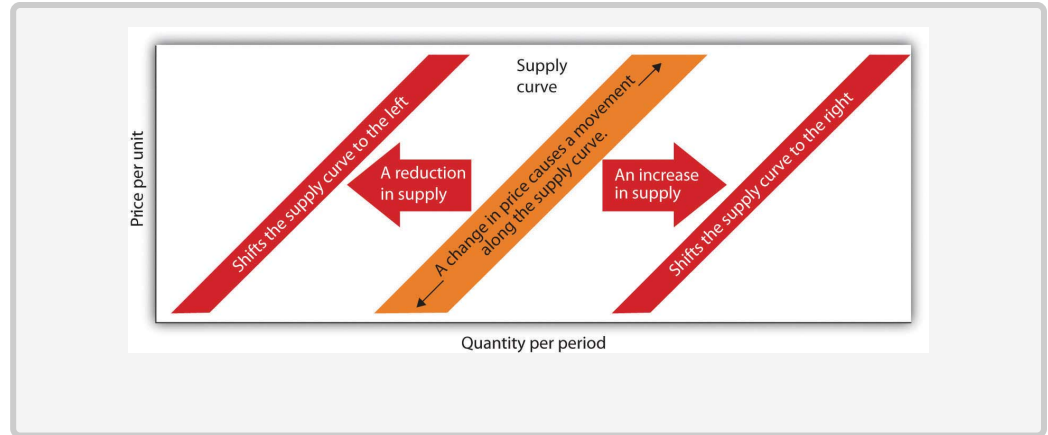 Price per unit
Shifts the supply curve to the left
A reduction
in supply
Supply
curve
A change in price causes a movement
along the supply curve.
An increase
in supply
Shifts the supply curve to the right
Quantity per period